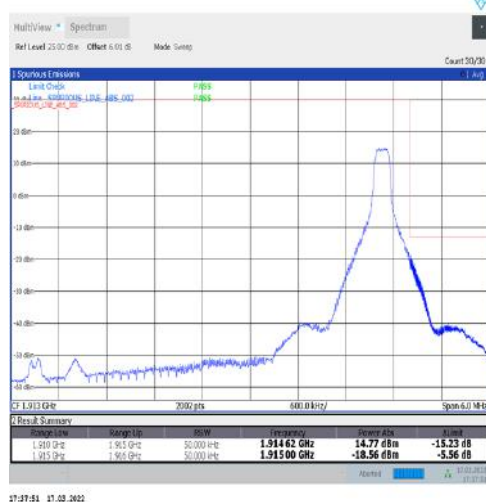 MultiView Spectrum
Ref Level 25.00 dBm Offset 6.01 dB Mode Sweep
Count 30/30
1 Spurious Emissions
Limit Check PASS
Line SPURIOUS_LINE_ABS_002 PASS
SPURIOUS_LINE_ABS_002
20 dBm
10 dBm
0 dBm
-10 dBm
-20 dBm
-30 dBm
-40 dBm
-50 dBm
-60 dBm
CF 1.913 GHz 2002 pts 600.0 kHz/ Span 6.0 MHz
2 Result Summary
Range Low Range Up RBW Frequency Power Abs ΔLimit
1.910 GHz 1.915 GHz 50.000 kHz 1.91462 GHz 14.77 dBm -15.23 dB
1.915 GHz 1.916 GHz 50.000 kHz 1.91500 GHz -18.56 dBm -5.56 dB
Aborted
17:37:51 17.03.2022